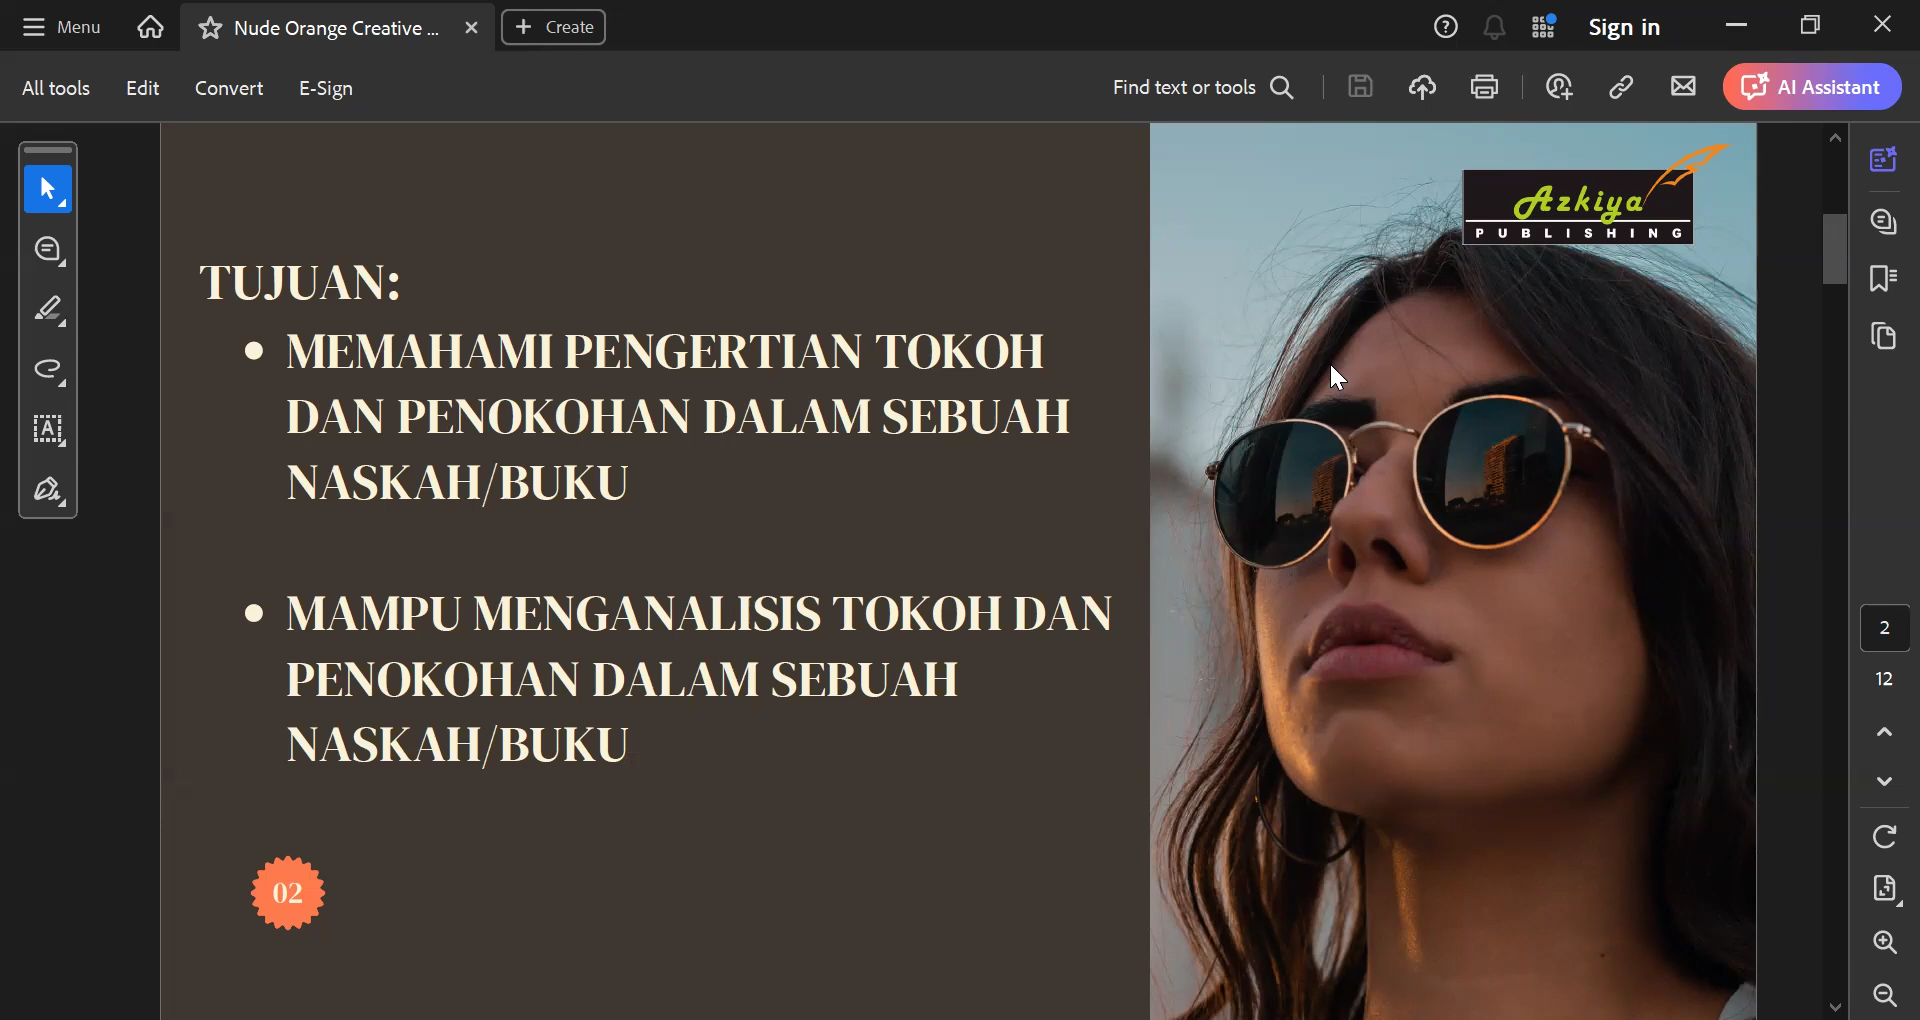 Menu
Nude Orange Creative ...
Create
Sign in
All tools
Edit
Convert
E-Sign
Find text or tools
AI Assistant
Azkiya
PUBLISHING
TUJUAN:
• MEMAHAMI PENGERTIAN TOKOH
DAN PENOKOHAN DALAM SEBUAH
NASKAH/BUKU
• MAMPU MENGANALISIS TOKOH DAN
PENOKOHAN DALAM SEBUAH
NASKAH/BUKU
02
2
12